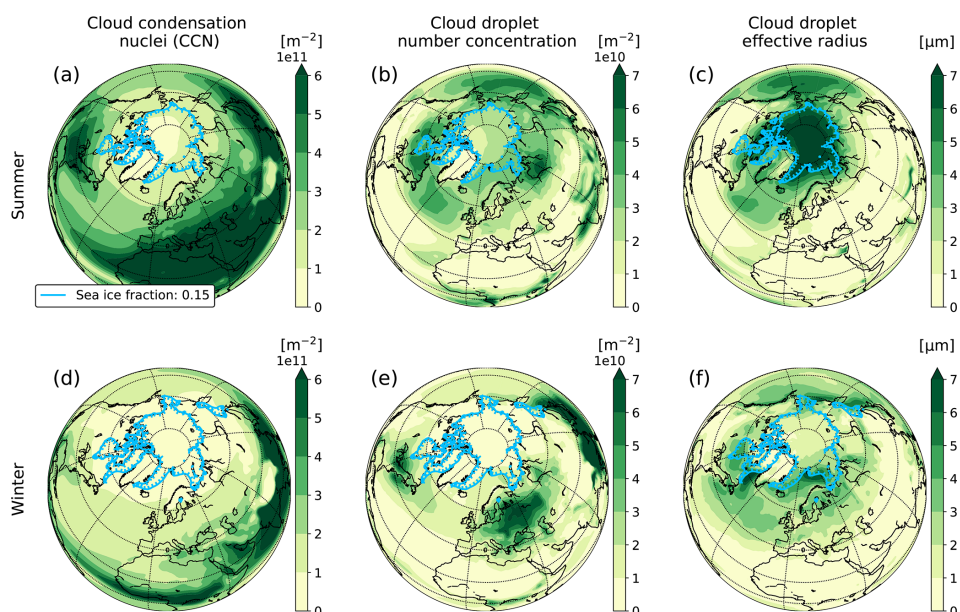 Cloud condensation
nuclei (CCN)
Cloud droplet
number concentration
Cloud droplet
effective radius
[m⁻²]
1e11
[m⁻²]
1e10
[µm]
(a)
6
5
4
3
2
1
0
(b)
7
6
5
4
3
2
1
0
(c)
7
6
5
4
3
2
1
0
Summer
Sea ice fraction: 0.15
[m⁻²]
1e11
[m⁻²]
1e10
[µm]
(d)
6
5
4
3
2
1
0
(e)
7
6
5
4
3
2
1
0
(f)
7
6
5
4
3
2
1
0
Winter